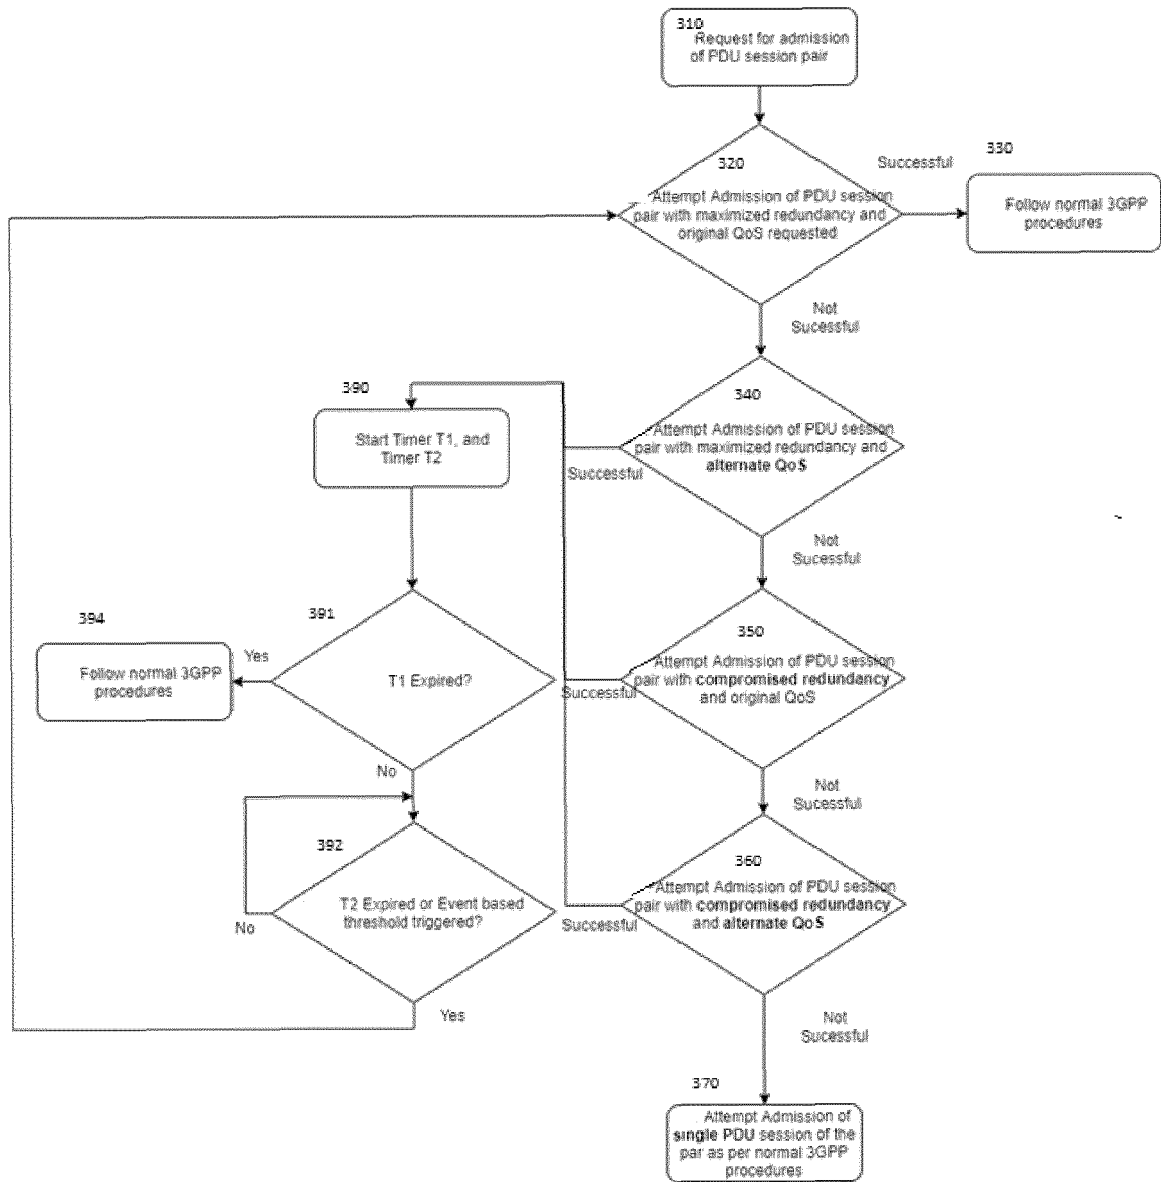 310
Request for admission
of PDU session pair
320
Attempt Admission of PDU session
pair with maximized redundancy and
original QoS requested
Successful
330
Follow normal 3GPP
procedures
Not
Sucessful
340
Attempt Admission of PDU session
pair with maximized redundancy and
alternate QoS
Successful
390
Start Timer T1, and
Timer T2
Not
Sucessful
350
Attempt Admission of PDU session
pair with compromised redundancy
and original QoS
Successful
391
T1 Expired?
Yes
394
Follow normal 3GPP
procedures
No
Not
Sucessful
360
Attempt Admission of PDU session
pair with compromised redundancy
and alternate QoS
Successful
392
T2 Expired or Event based
threshold triggered?
No
Yes
Not
Sucessful
370
Attempt Admission of
single PDU session of the
par as per normal 3GPP
procedures